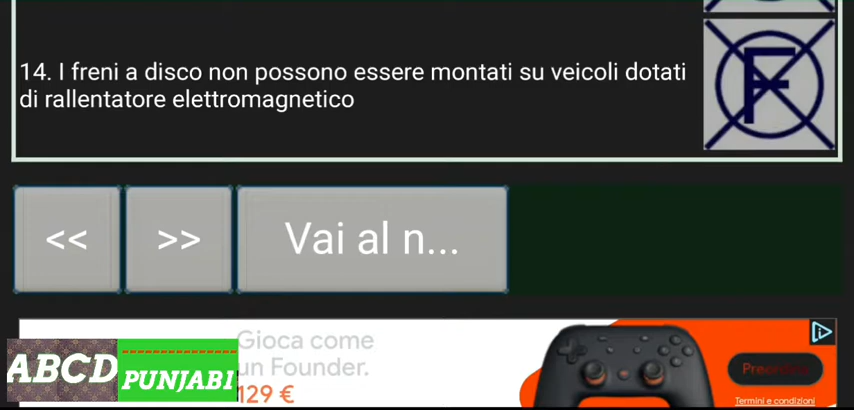 14. I freni a disco non possono essere montati su veicoli dotati
di rallentatore elettromagnetico
F
<<
>>
Vai al n...
Gioca come
un Founder.
129 €
Termini e condizioni
ABCD
PUNJABI